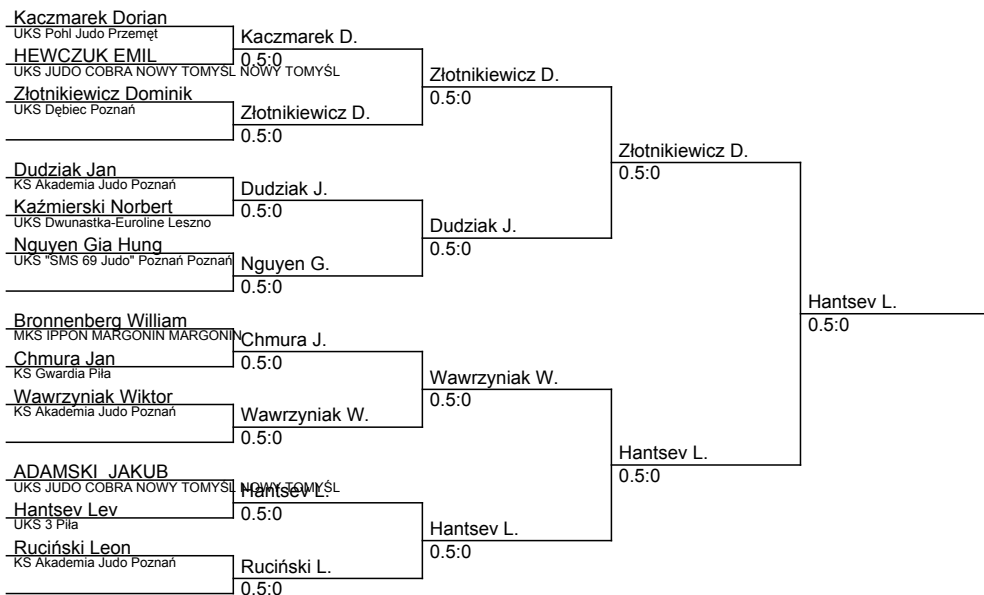 Kaczmarek Dorian
UKS Pohl Judo Przemęt
HEWCZUK EMIL
UKS JUDO COBRA NOWY TOMYŚL NOWY TOMYŚL
Złotnikiewicz Dominik
UKS Dębiec Poznań
Dudziak Jan
KS Akademia Judo Poznań
Kaźmierski Norbert
UKS Dwunastka-Euroline Leszno
Nguyen Gia Hung
UKS "SMS 69 Judo" Poznań Poznań
Bronnenberg William
MKS IPPON MARGONIN MARGONIN
Chmura Jan
KS Gwardia Piła
Wawrzyniak Wiktor
KS Akademia Judo Poznań
ADAMSKI  JAKUB
UKS JUDO COBRA NOWY TOMYŚL NOWY TOMYŚL
Hantsev Lev
UKS 3 Piła
Ruciński Leon
KS Akademia Judo Poznań
Kaczmarek D.
0.5:0
Złotnikiewicz D.
0.5:0
Dudziak J.
0.5:0
Nguyen G.
0.5:0
Chmura J.
0.5:0
Wawrzyniak W.
0.5:0
Hantsev L.
0.5:0
Ruciński L.
0.5:0
Złotnikiewicz D.
0.5:0
Dudziak J.
0.5:0
Wawrzyniak W.
0.5:0
Hantsev L.
0.5:0
Złotnikiewicz D.
0.5:0
Hantsev L.
0.5:0
Hantsev L.
0.5:0